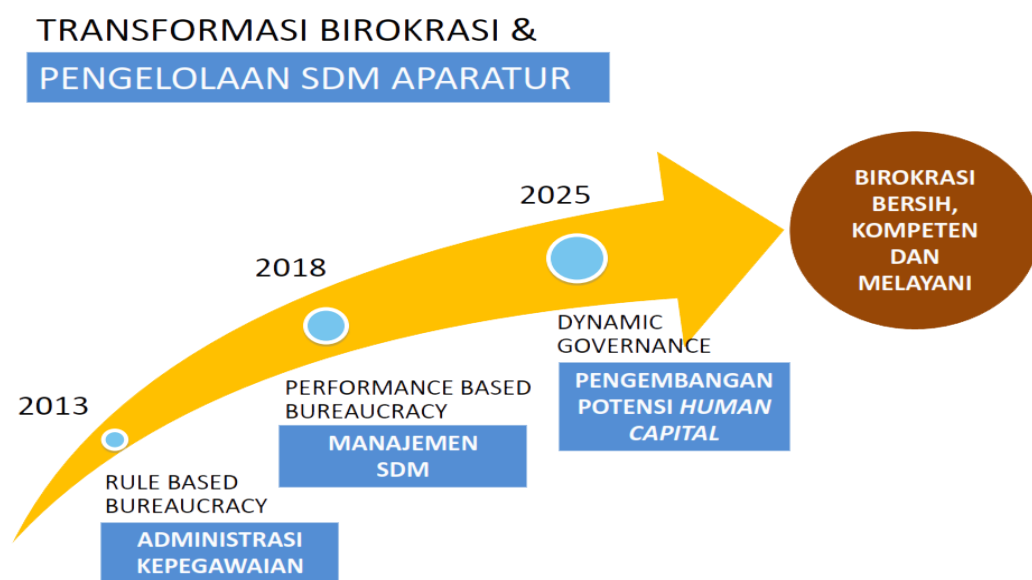 TRANSFORMASI BIROKRASI &
PENGELOLAAN SDM APARATUR
2013
RULE BASED
BUREAUCRACY
ADMINISTRASI
KEPEGAWAIAN
2018
PERFORMANCE BASED
BUREAUCRACY
MANAJEMEN
SDM
2025
DYNAMIC
GOVERNANCE
PENGEMBANGAN
POTENSI HUMAN
CAPITAL
BIROKRASI
BERSIH,
KOMPETEN
DAN
MELAYANI